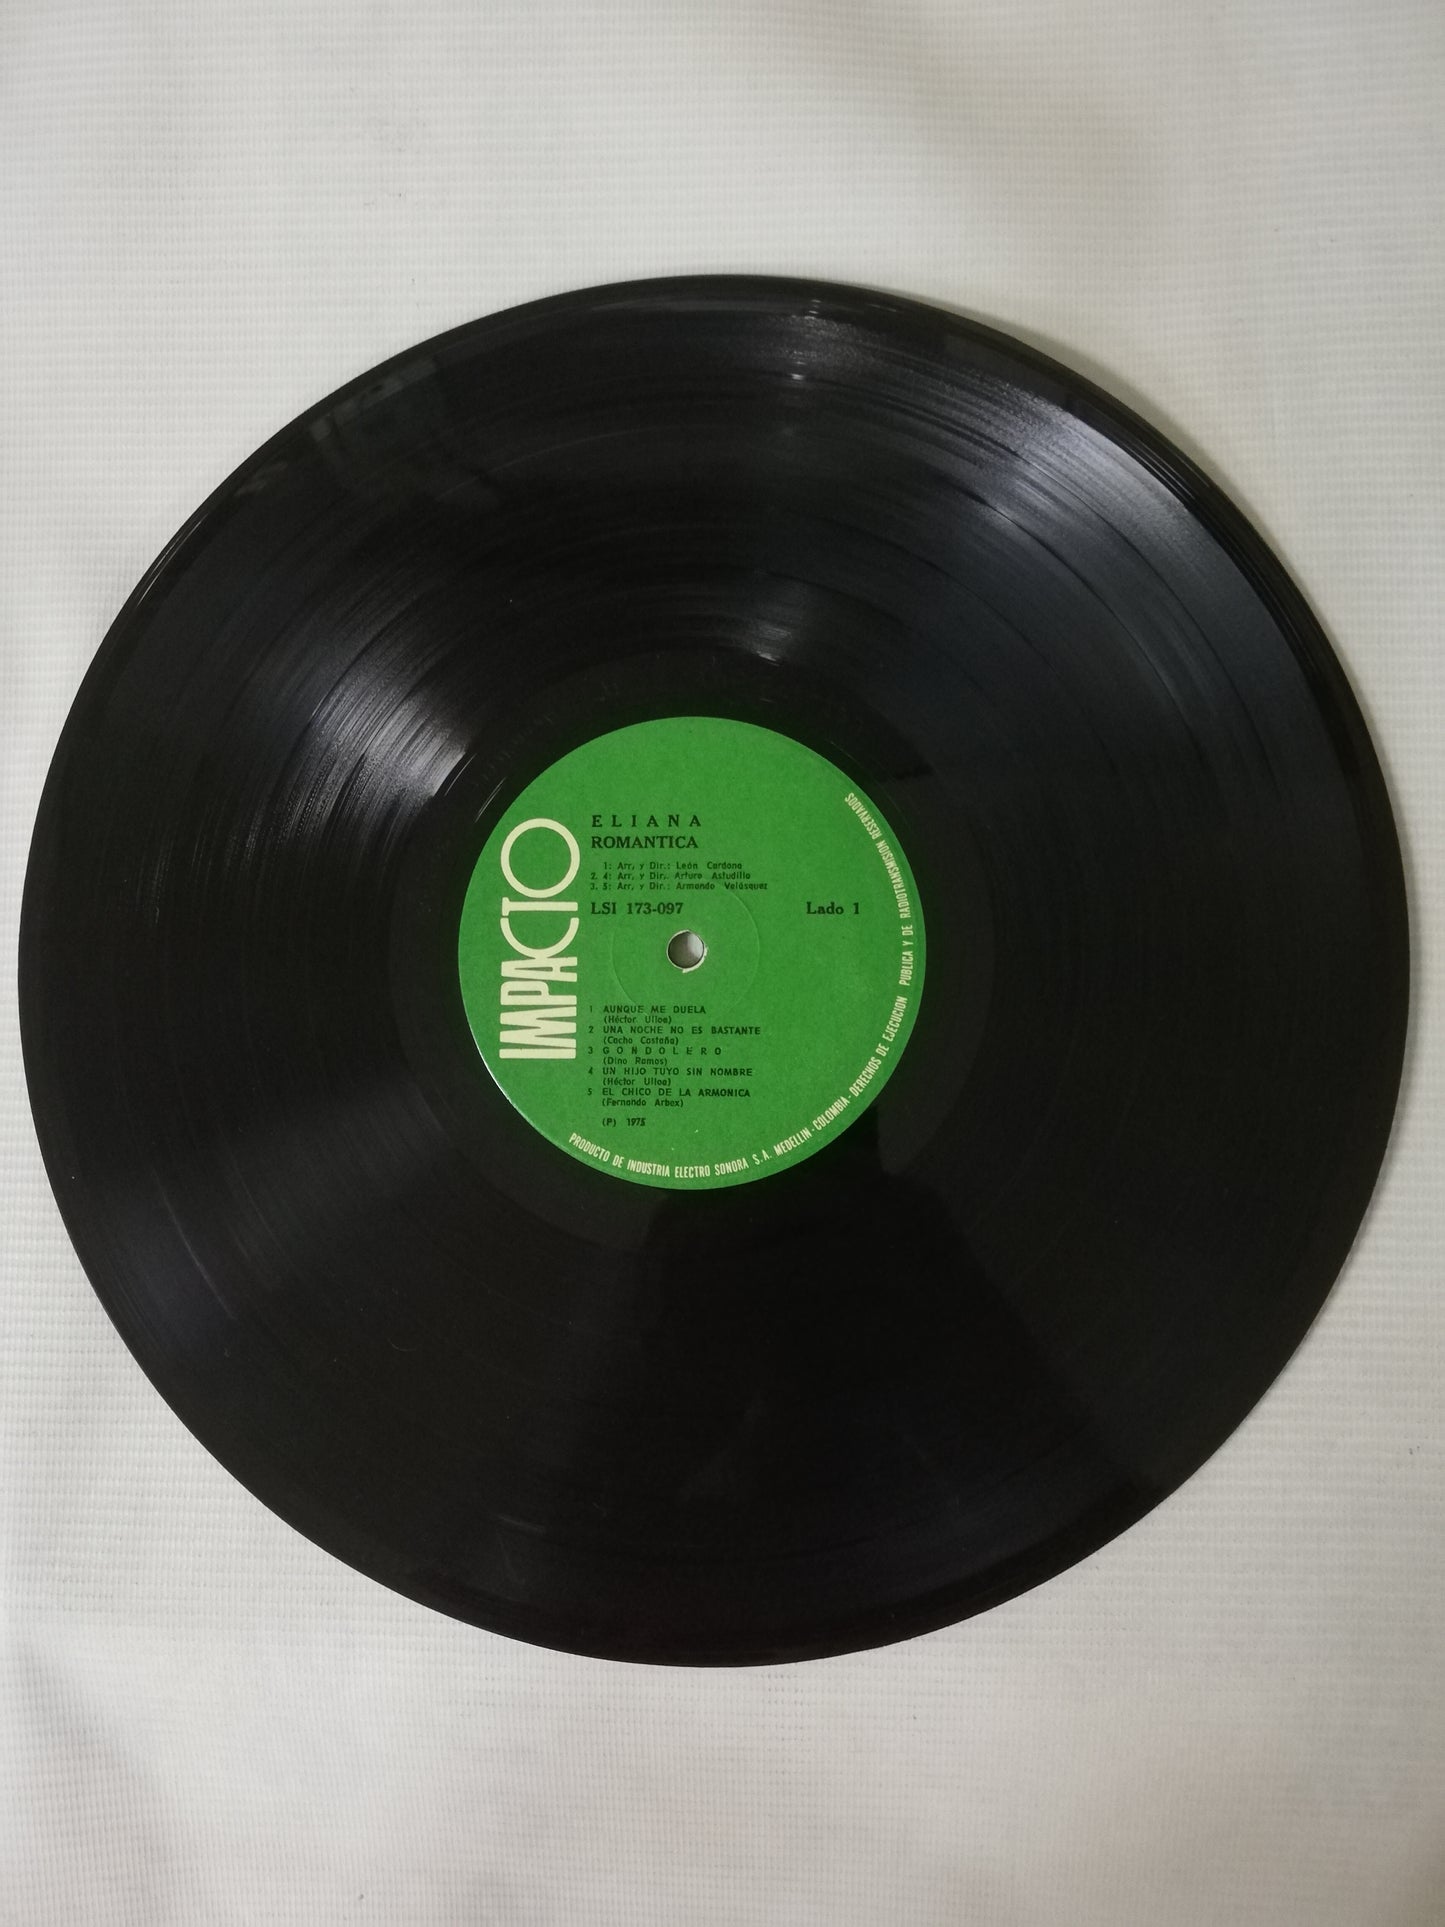 IMPACTO
ELIANA
ROMANTICA
1: Arr. y Dir.: León Cardona
2. 4: Arr. y Dir.. Arturo Astudillo
3. 5: Arr. y Dir.: Armando Velásquez
LSI 173-097 Lado 1
1 AUNQUE ME DUELA
(Héctor Ulloa)
2 UNA NOCHE NO ES BASTANTE
(Cacho Castaña)
3 GONDOLERO
(Dino Ramos)
4 UN HIJO TUYO SIN NOMBRE
(Héctor Ulloa)
5 EL CHICO DE LA ARMONICA
(Fernando Arbex)
(P) 1975
PRODUCTO DE INDUSTRIA ELECTRO SONORA S.A. MEDELLIN - COLOMBIA - DERECHOS DE EJECUCION PUBLICA Y DE RADIOTRANSMISION RESERVADOS